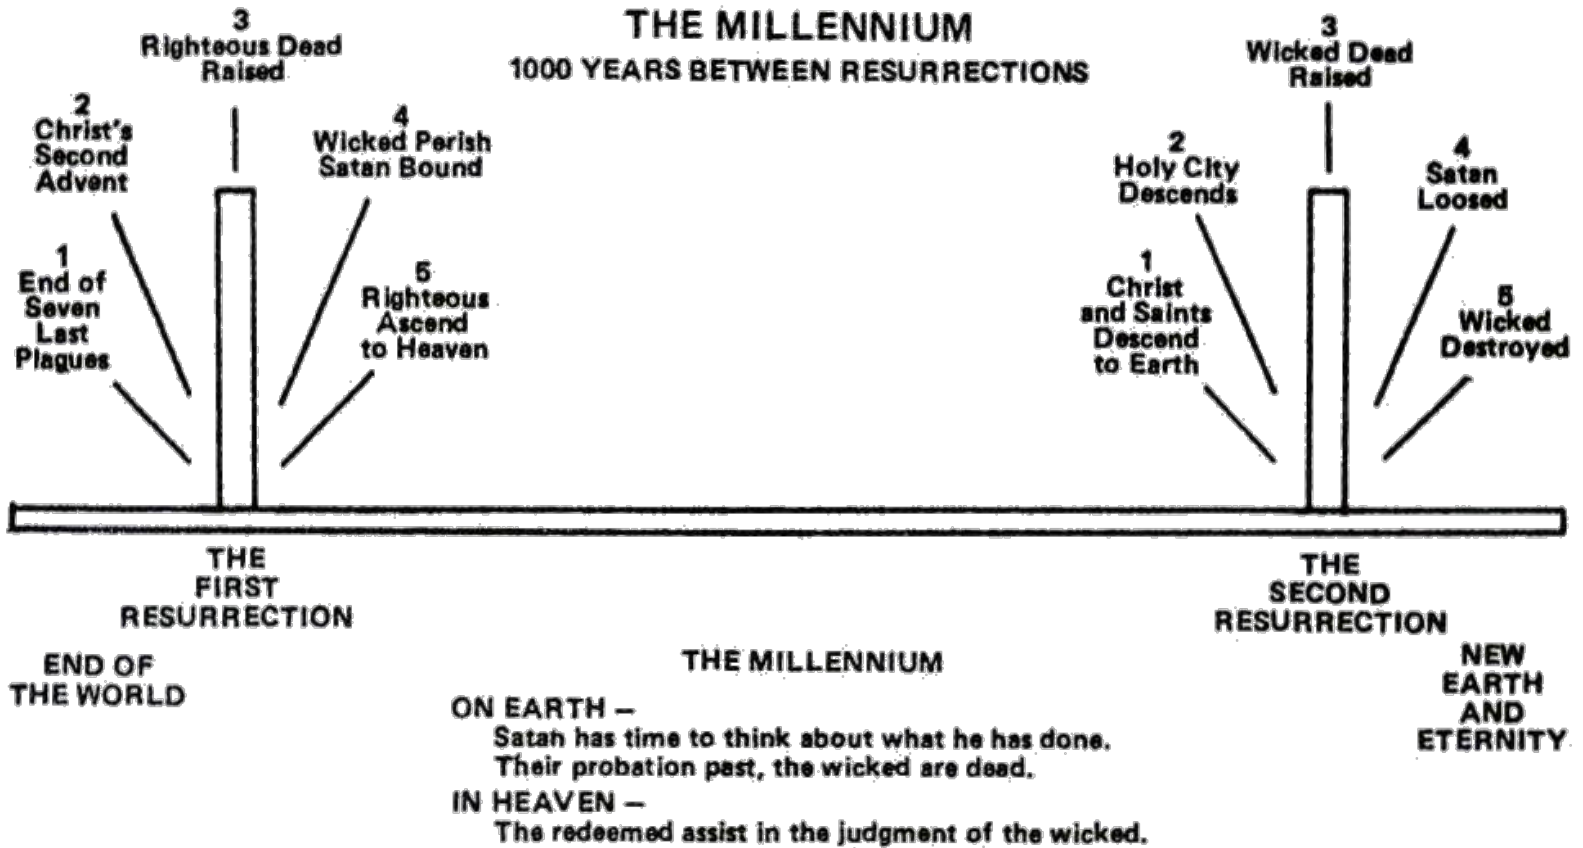 THE MILLENNIUM
1000 YEARS BETWEEN RESURRECTIONS
1
End of
Seven
Last
Plagues
2
Christ's
Second
Advent
3
Righteous Dead
Raised
4
Wicked Perish
Satan Bound
5
Righteous
Ascend
to Heaven
1
Christ
and Saints
Descend
to Earth
2
Holy City
Descends
3
Wicked Dead
Raised
4
Satan
Loosed
5
Wicked
Destroyed
THE
FIRST
RESURRECTION
THE
SECOND
RESURRECTION
END OF
THE WORLD
THE MILLENNIUM
ON EARTH –
Satan has time to think about what he has done.
Their probation past, the wicked are dead.
IN HEAVEN –
The redeemed assist in the judgment of the wicked.
NEW
EARTH
AND
ETERNITY